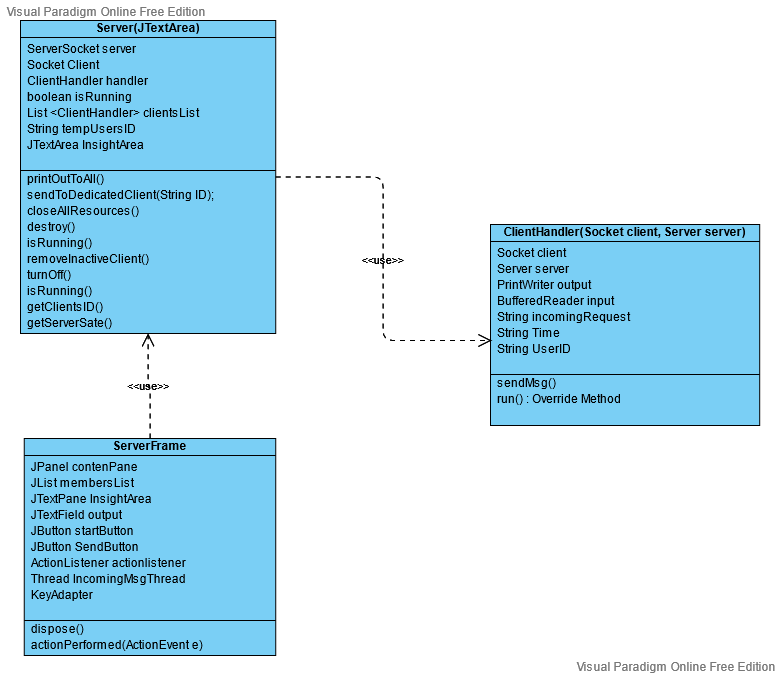 Visual Paradigm Online Free Edition
Server(JTextArea)
ServerSocket server
Socket Client
ClientHandler handler
boolean isRunning
List <ClientHandler> clientsList
String tempUsersID
JTextArea InsightArea
printOutToAll()
sendToDedicatedClient(String ID);
closeAllResources()
destroy()
isRunning()
removeInactiveClient()
turnOff()
isRunning()
getClientsID()
getServerSate()
<<use>>
ClientHandler(Socket client, Server server)
Socket client
Server server
PrintWriter output
BufferedReader input
String incomingRequest
String Time
String UserID
sendMsg()
run() : Override Method
<<use>>
ServerFrame
JPanel contenPane
JList membersList
JTextPane InsightArea
JTextField output
JButton startButton
JButton SendButton
ActionListener actionlistener
Thread IncomingMsgThread
KeyAdapter
dispose()
actionPerformed(ActionEvent e)
Visual Paradigm Online Free Edition